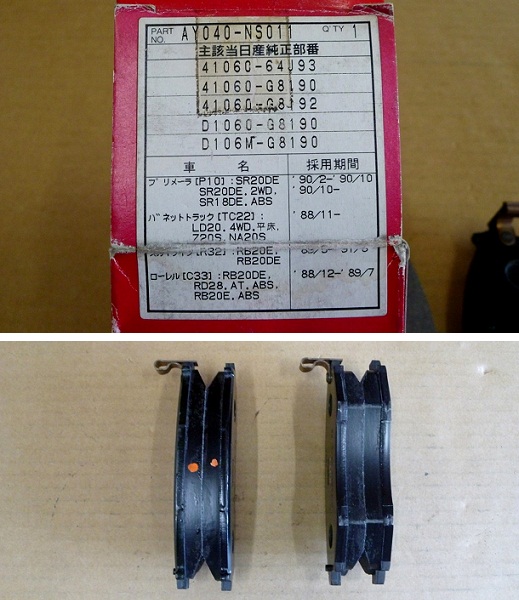 PART NO. AY040-NS011 Q'TY 1
主該当日産純正部番
41060-64J93
41060-G8190
41060-G8192
D1060-G8190
D106M-G8190
車 名 採用期間
プリメーラ[P10]:SR20DE '90/2-'90/10
SR20DE.2WD. '90/10-
SR18DE.ABS
バネットトラック[TC22]: '88/11-
LD20.4WD.平床.
Z20S.NA20S
[R32]:RB20E.
RB20DE
ローレル[C33]:RB20DE. '88/12-'89/7
RD28.AT.ABS.
RB20E.ABS